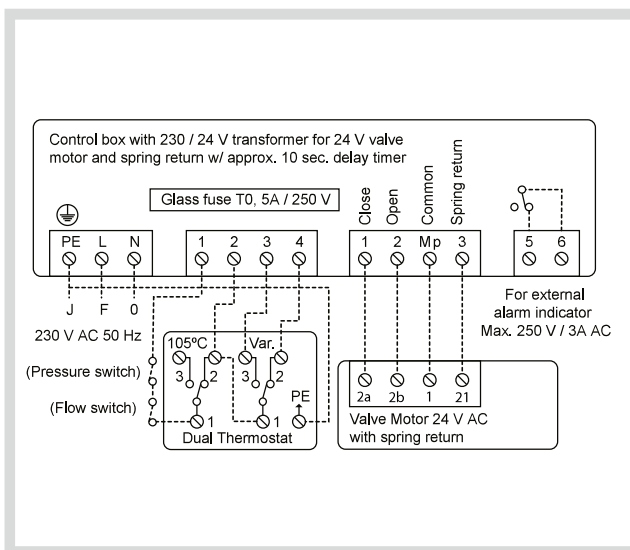 Control box with 230 / 24 V transformer for 24 V valve
motor and spring return w/ approx. 10 sec. delay timer
Glass fuse T0, 5A / 250 V
Close
Open
Common
Spring return
PE L N
1 2 3 4
1 2 Mp 3
5 6
J F 0
230 V AC 50 Hz
For external
alarm indicator
Max. 250 V / 3A AC
105ºC Var.
3 2 3 2
(Pressure switch)
(Flow switch)
PE
1 1
Dual Thermostat
2a 2b 1 21
Valve Motor 24 V AC
with spring return